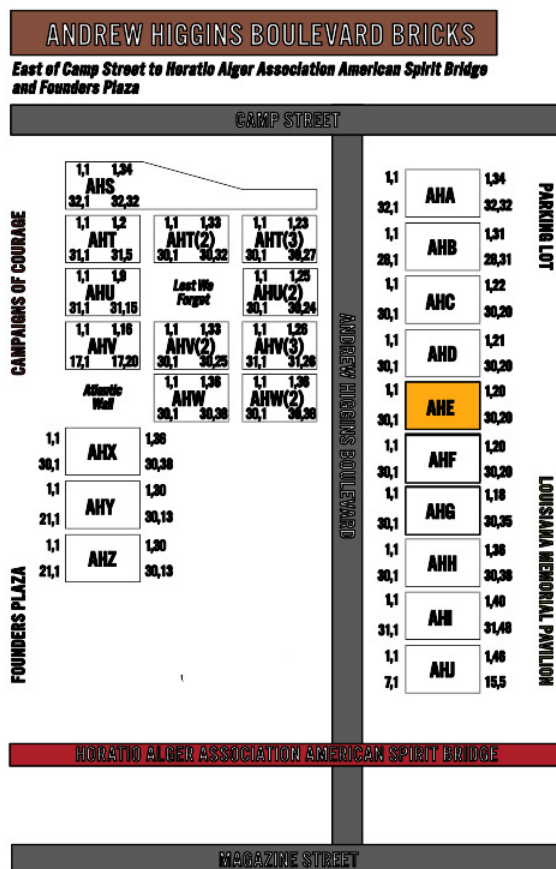 ANDREW HIGGINS BOULEVARD BRICKS
East of Camp Street to Horatio Alger Association American Spirit Bridge
and Founders Plaza
CAMP STREET
CAMPAIGNS OF COURAGE
FOUNDERS PLAZA
1,1 1,34
AHS
32,1 32,32
1,1 1,2
AHT
31,1 31,5
1,1 1,33
AHT(2)
30,1 30,32
1,1 1,23
AHT(3)
30,1 30,27
1,1 1,9
AHU
31,1 31,15
Lest We
Forget
1,1 1,25
AHU(2)
30,1 30,24
1,1 1,16
AHV
17,1 17,20
1,1 1,33
AHV(2)
30,1 30,25
1,1 1,26
AHV(3)
31,1 31,26
Atlantic
Wall
1,1 1,36
AHW
30,1 30,38
1,1 1,36
AHW(2)
30,1 30,38
1,1 1,36
AHX
30,1 30,38
1,1 1,30
AHY
21,1 30,13
1,1 1,30
AHZ
21,1 30,13
ANDREW HIGGINS BOULEVARD
1,1 1,34
AHA
32,1 32,32
1,1 1,31
AHB
28,1 28,31
1,1 1,22
AHC
30,1 30,20
1,1 1,21
AHD
30,1 30,20
1,1 1,20
AHE
30,1 30,20
1,1 1,20
AHF
30,1 30,20
1,1 1,18
AHG
30,1 30,35
1,1 1,36
AHH
30,1 30,38
1,1 1,40
AHI
31,1 31,48
1,1 1,48
AHJ
7,1 15,5
PARKING LOT
LOUISIANA MEMORIAL PAVILION
HORATIO ALGER ASSOCIATION AMERICAN SPIRIT BRIDGE
MAGAZINE STREET